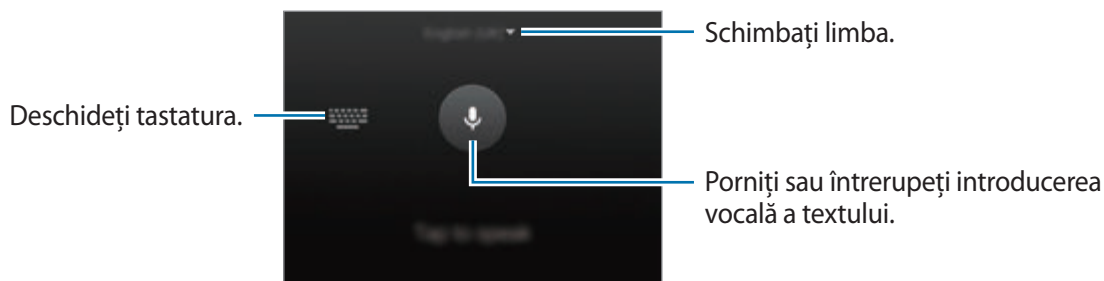 Schimbați limba.
Deschideți tastatura.
Porniți sau întrerupeți introducerea
vocală a textului.
Tap to speak